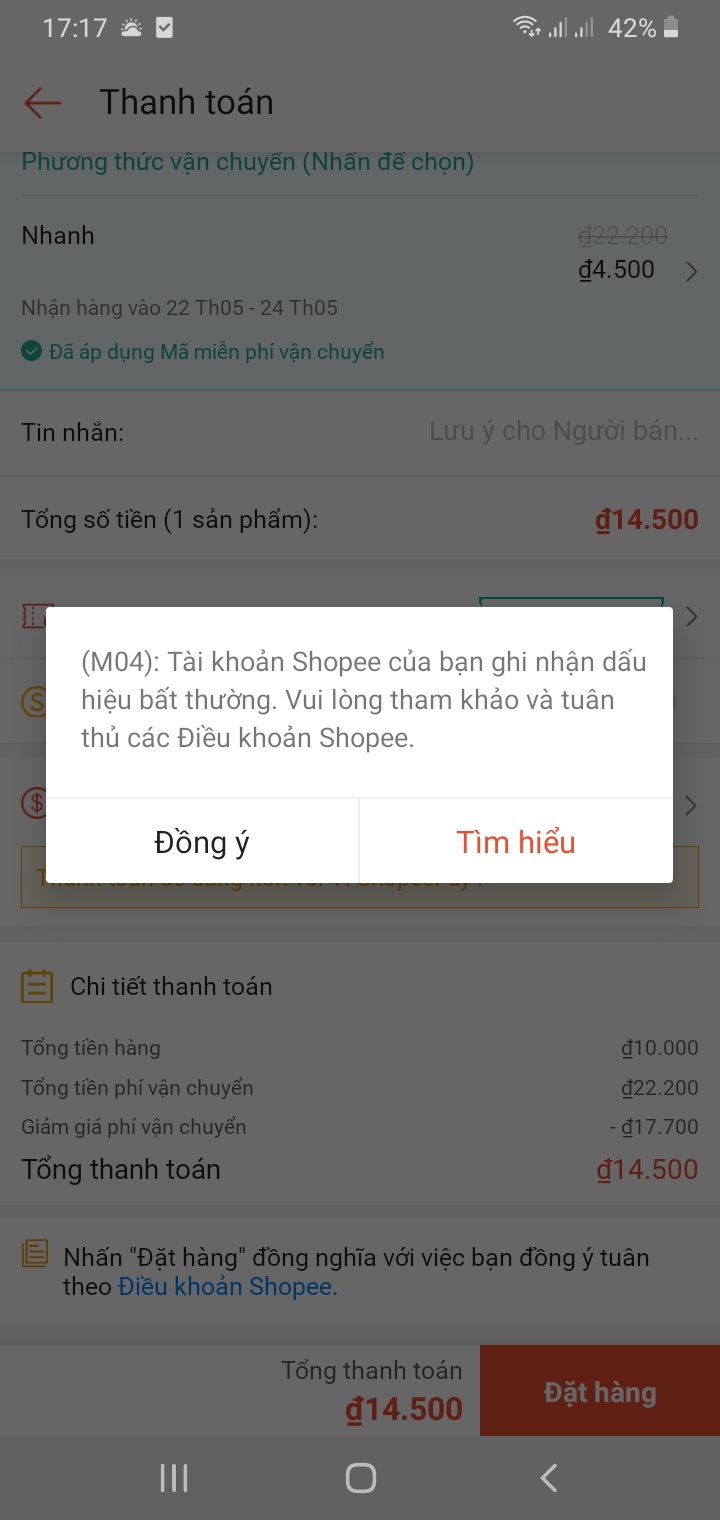 17:17
42%
Thanh toán
Phương thức vận chuyển (Nhấn để chọn)
Nhanh
₫22.200
₫4.500
Nhận hàng vào 22 Th05 - 24 Th05
Đã áp dụng Mã miễn phí vận chuyển
Tin nhắn:
Lưu ý cho Người bán...
Tổng số tiền (1 sản phẩm):
₫14.500
(M04): Tài khoản Shopee của bạn ghi nhận dấu
hiệu bất thường. Vui lòng tham khảo và tuân
thủ các Điều khoản Shopee.
Đồng ý
Tìm hiểu
Chi tiết thanh toán
Tổng tiền hàng
₫10.000
Tổng tiền phí vận chuyển
₫22.200
Giảm giá phí vận chuyển
- ₫17.700
Tổng thanh toán
₫14.500
Nhấn "Đặt hàng" đồng nghĩa với việc bạn đồng ý tuân
theo Điều khoản Shopee.
Tổng thanh toán
₫14.500
Đặt hàng